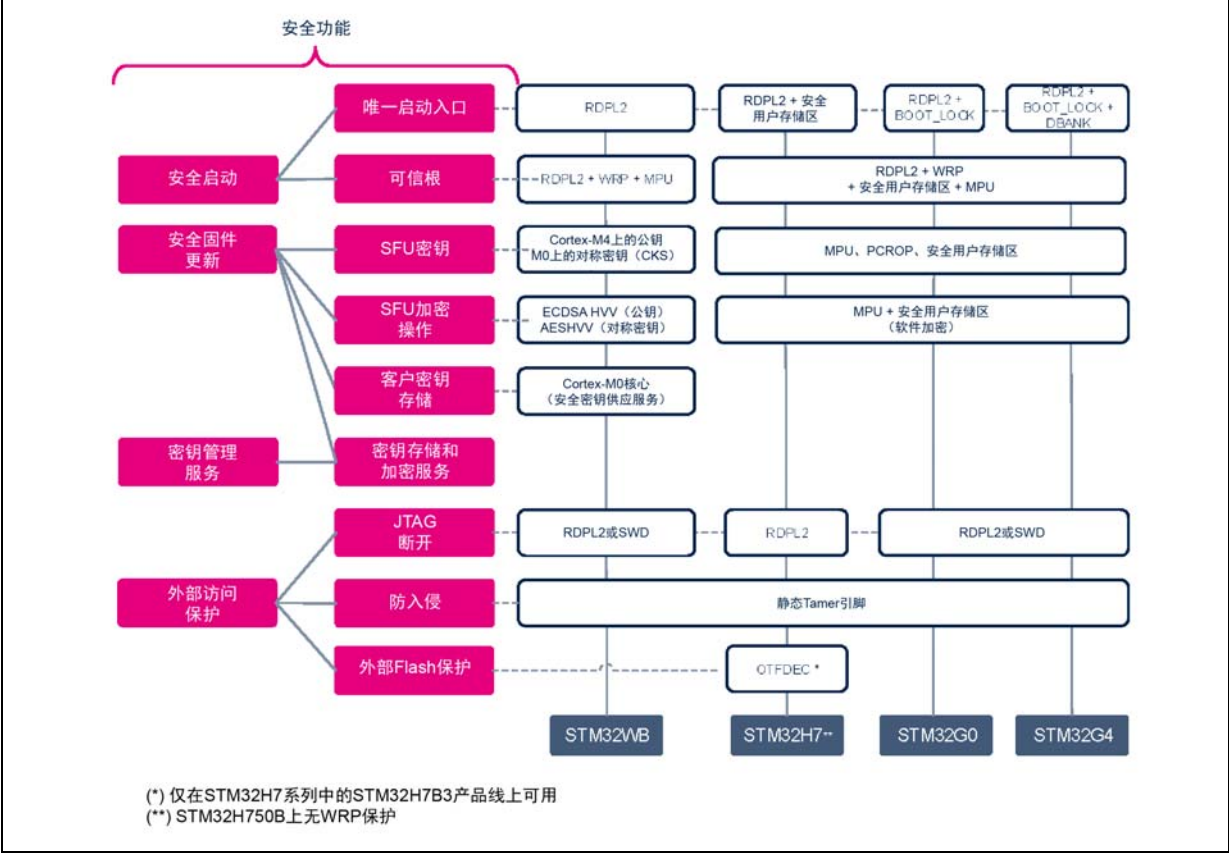 安全功能
唯一启动入口
RDPL2
RDPL2 + 安全
用户存储区
RDPL2 +
BOOT_LOCK
RDPL2 +
BOOT_LOCK +
DBANK
安全启动
可信根
RDPL2 + WRP + MPU
RDPL2 + WRP
+ 安全用户存储区 + MPU
安全固件
更新
SFU密钥
Cortex-M4上的公钥
M0上的对称密钥（CKS）
MPU、PCROP、安全用户存储区
SFU加密
操作
ECDSA HVV（公钥）
AESHVV（对称密钥）
MPU + 安全用户存储区
（软件加密）
客户密钥
存储
Cortex-M0核心
（安全密钥供应服务）
密钥管理
服务
密钥存储和
加密服务
JTAG
断开
RDPL2或SWD
RDPL2
RDPL2或SWD
外部访问
保护
防入侵
静态Tamer引脚
外部Flash保护
OTFDEC *
STM32WB
STM32H7**
STM32G0
STM32G4
(*) 仅在STM32H7系列中的STM32H7B3产品线上可用
(**) STM32H750B上无WRP保护